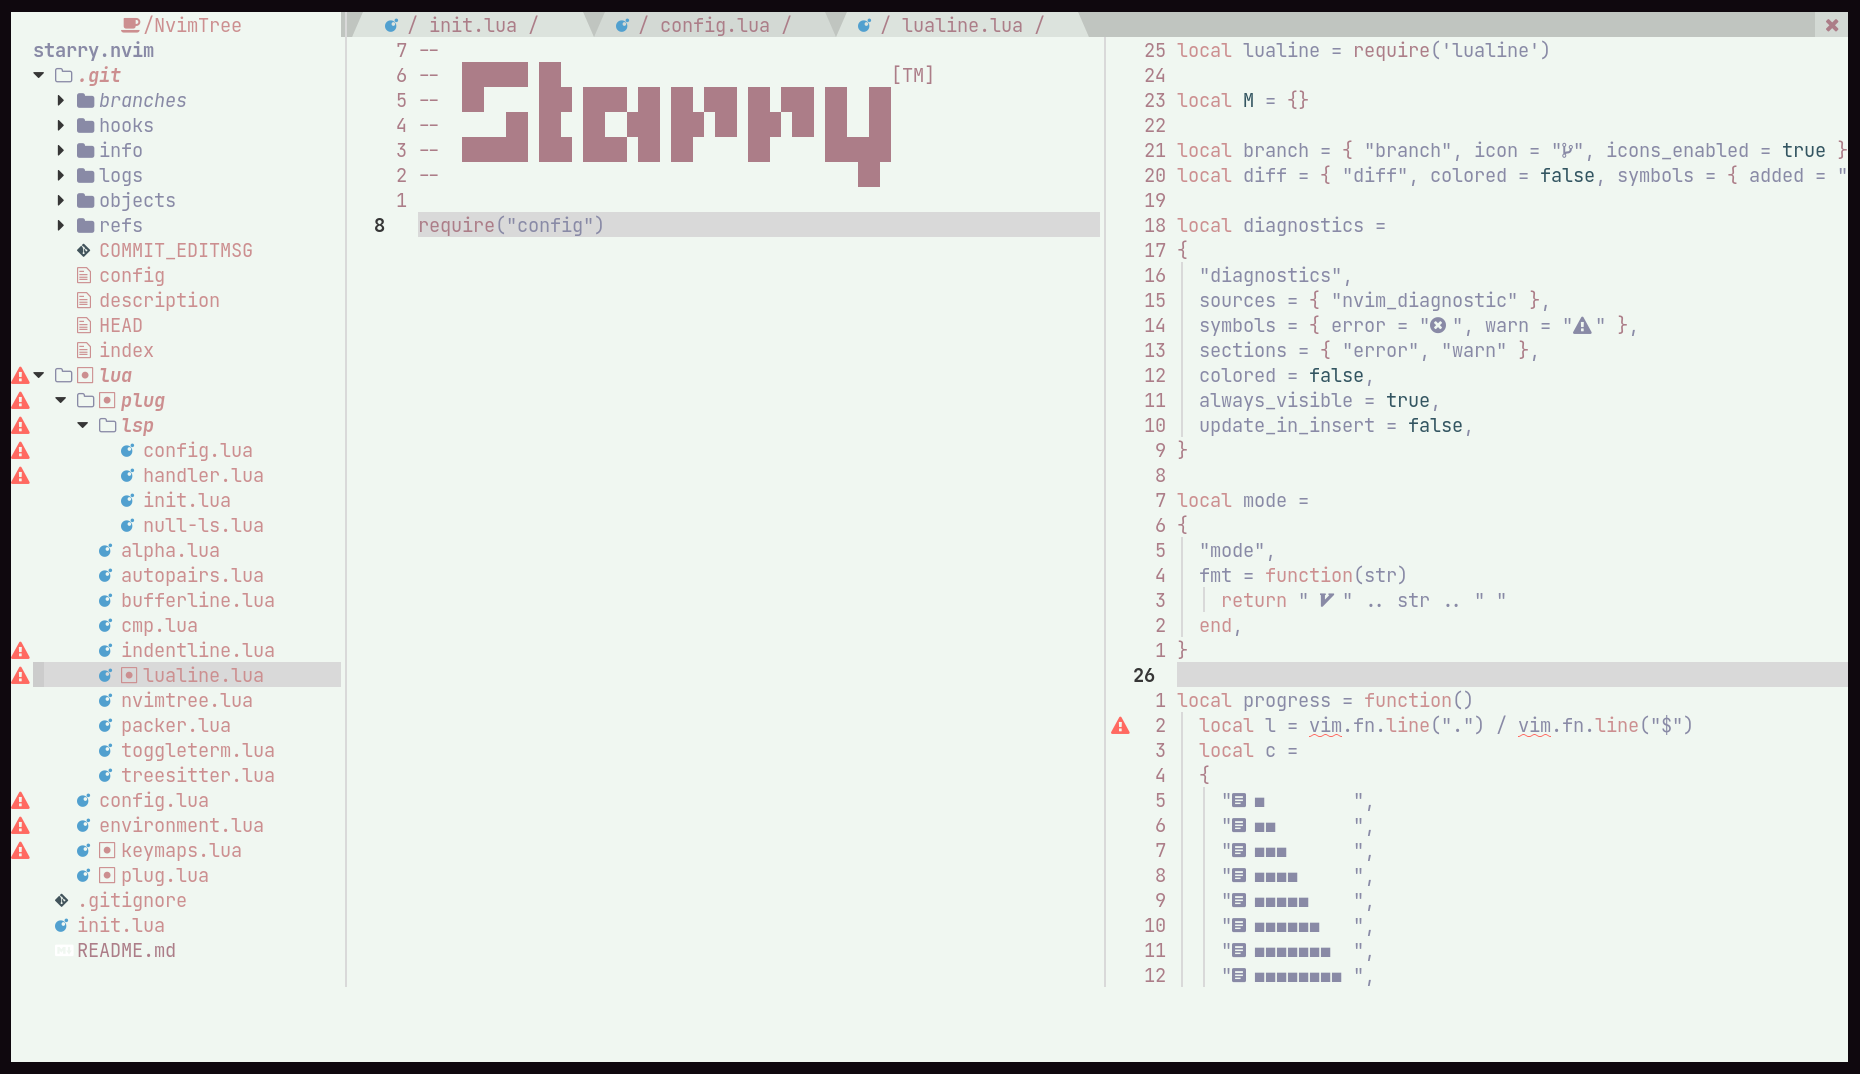 /NvimTree
/ init.lua /
/ config.lua /
/ lualine.lua /
starry.nvim
.git
branches
hooks
info
logs
objects
refs
COMMIT_EDITMSG
config
description
HEAD
index
lua
plug
lsp
config.lua
handler.lua
init.lua
null-ls.lua
alpha.lua
autopairs.lua
bufferline.lua
cmp.lua
indentline.lua
lualine.lua
nvimtree.lua
packer.lua
toggleterm.lua
treesitter.lua
config.lua
environment.lua
keymaps.lua
plug.lua
.gitignore
init.lua
README.md
7 --
6 -- [TM]
5 -- Starry
4 --
3 --
2 --
1
8 require("config")
25 local lualine = require('lualine')
24
23 local M = {}
22
21 local branch = { "branch", icon = "", icons_enabled = true }
20 local diff = { "diff", colored = false, symbols = { added = "
19
18 local diagnostics =
17 {
16 "diagnostics",
15 sources = { "nvim_diagnostic" },
14 symbols = { error = " ", warn = " " },
13 sections = { "error", "warn" },
12 colored = false,
11 always_visible = true,
10 update_in_insert = false,
9 }
8
7 local mode =
6 {
5 "mode",
4 fmt = function(str)
3 return "  " .. str .. " "
2 end,
1 }
26
1 local progress = function()
2 local l = vim.fn.line(".") / vim.fn.line("$")
3 local c =
4 {
5 " ■        ",
6 " ■■       ",
7 " ■■■      ",
8 " ■■■■     ",
9 " ■■■■■    ",
10 " ■■■■■■   ",
11 " ■■■■■■■  ",
12 " ■■■■■■■■ ",